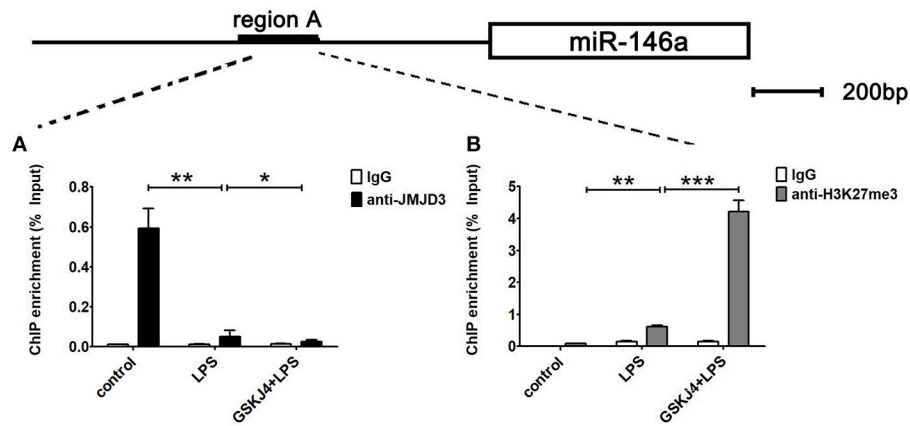 region A
miR-146a
200bp
A
ChIP enrichment (% Input)
0.8
0.6
0.4
0.2
0.0
**
*
IgG
anti-JMJD3
control
LPS
GSKJ4+LPS
B
ChIP enrichment (% Input)
5
4
3
2
1
0
**
***
IgG
anti-H3K27me3
control
LPS
GSKJ4+LPS